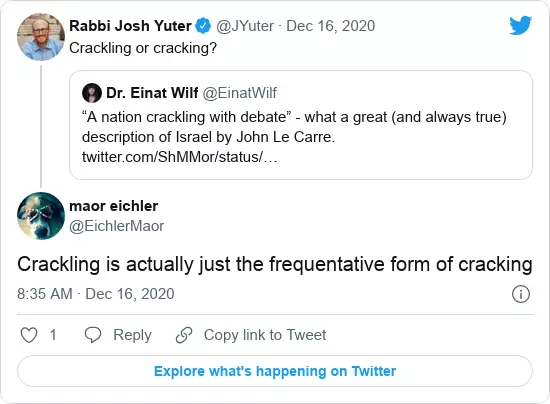 Rabbi Josh Yuter @JYuter · Dec 16, 2020
Crackling or cracking?
Dr. Einat Wilf @EinatWilf
“A nation crackling with debate” - what a great (and always true)
description of Israel by John Le Carre.
twitter.com/ShMMor/status/…
maor eichler
@EichlerMaor
Crackling is actually just the frequentative form of cracking
8:35 AM · Dec 16, 2020
1 Reply Copy link to Tweet
Explore what's happening on Twitter